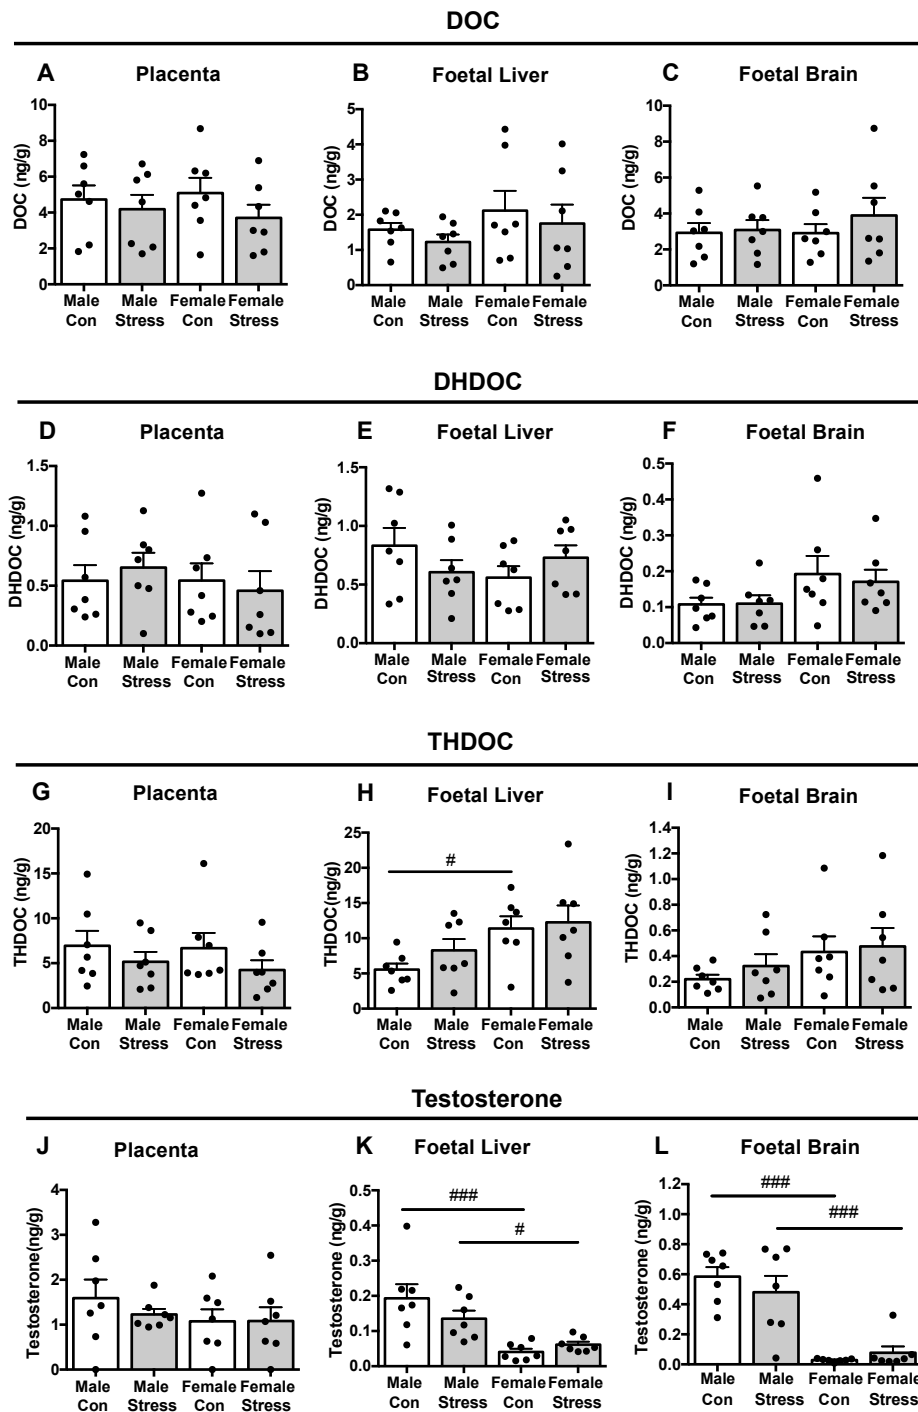 DOC
A Placenta
B Foetal Liver
C Foetal Brain
DOC (ng/g)
10
8
6
4
2
0
Male Con
Male Stress
Female Con
Female Stress
DOC (ng/g)
5
4
3
2
1
0
Male Con
Male Stress
Female Con
Female Stress
DOC (ng/g)
10
8
6
4
2
0
Male Con
Male Stress
Female Con
Female Stress
DHDOC
D Placenta
E Foetal Liver
F Foetal Brain
DHDOC (ng/g)
1.5
1.0
0.5
0.0
Male Con
Male Stress
Female Con
Female Stress
DHDOC (ng/g)
1.5
1.0
0.5
0.0
Male Con
Male Stress
Female Con
Female Stress
DHDOC (ng/g)
0.5
0.4
0.3
0.2
0.1
0.0
Male Con
Male Stress
Female Con
Female Stress
THDOC
G Placenta
H Foetal Liver
I Foetal Brain
THDOC (ng/g)
20
15
10
5
0
Male Con
Male Stress
Female Con
Female Stress
THDOC(ng/g)
25
20
15
10
5
0
#
Male Con
Male Stress
Female Con
Female Stress
THDOC (ng/g)
1.4
1.2
1.0
0.8
0.6
0.4
0.2
0.0
Male Con
Male Stress
Female Con
Female Stress
Testosterone
J Placenta
K Foetal Liver
L Foetal Brain
Testosterone(ng/g)
4
3
2
1
0
Male Con
Male Stress
Female Con
Female Stress
Testosterone (ng/g)
0.5
0.4
0.3
0.2
0.1
0.0
###
#
Male Con
Male Stress
Female Con
Female Stress
Testosterone (ng/g)
1.2
1.0
0.8
0.6
0.4
0.2
0.0
###
###
Male Con
Male Stress
Female Con
Female Stress